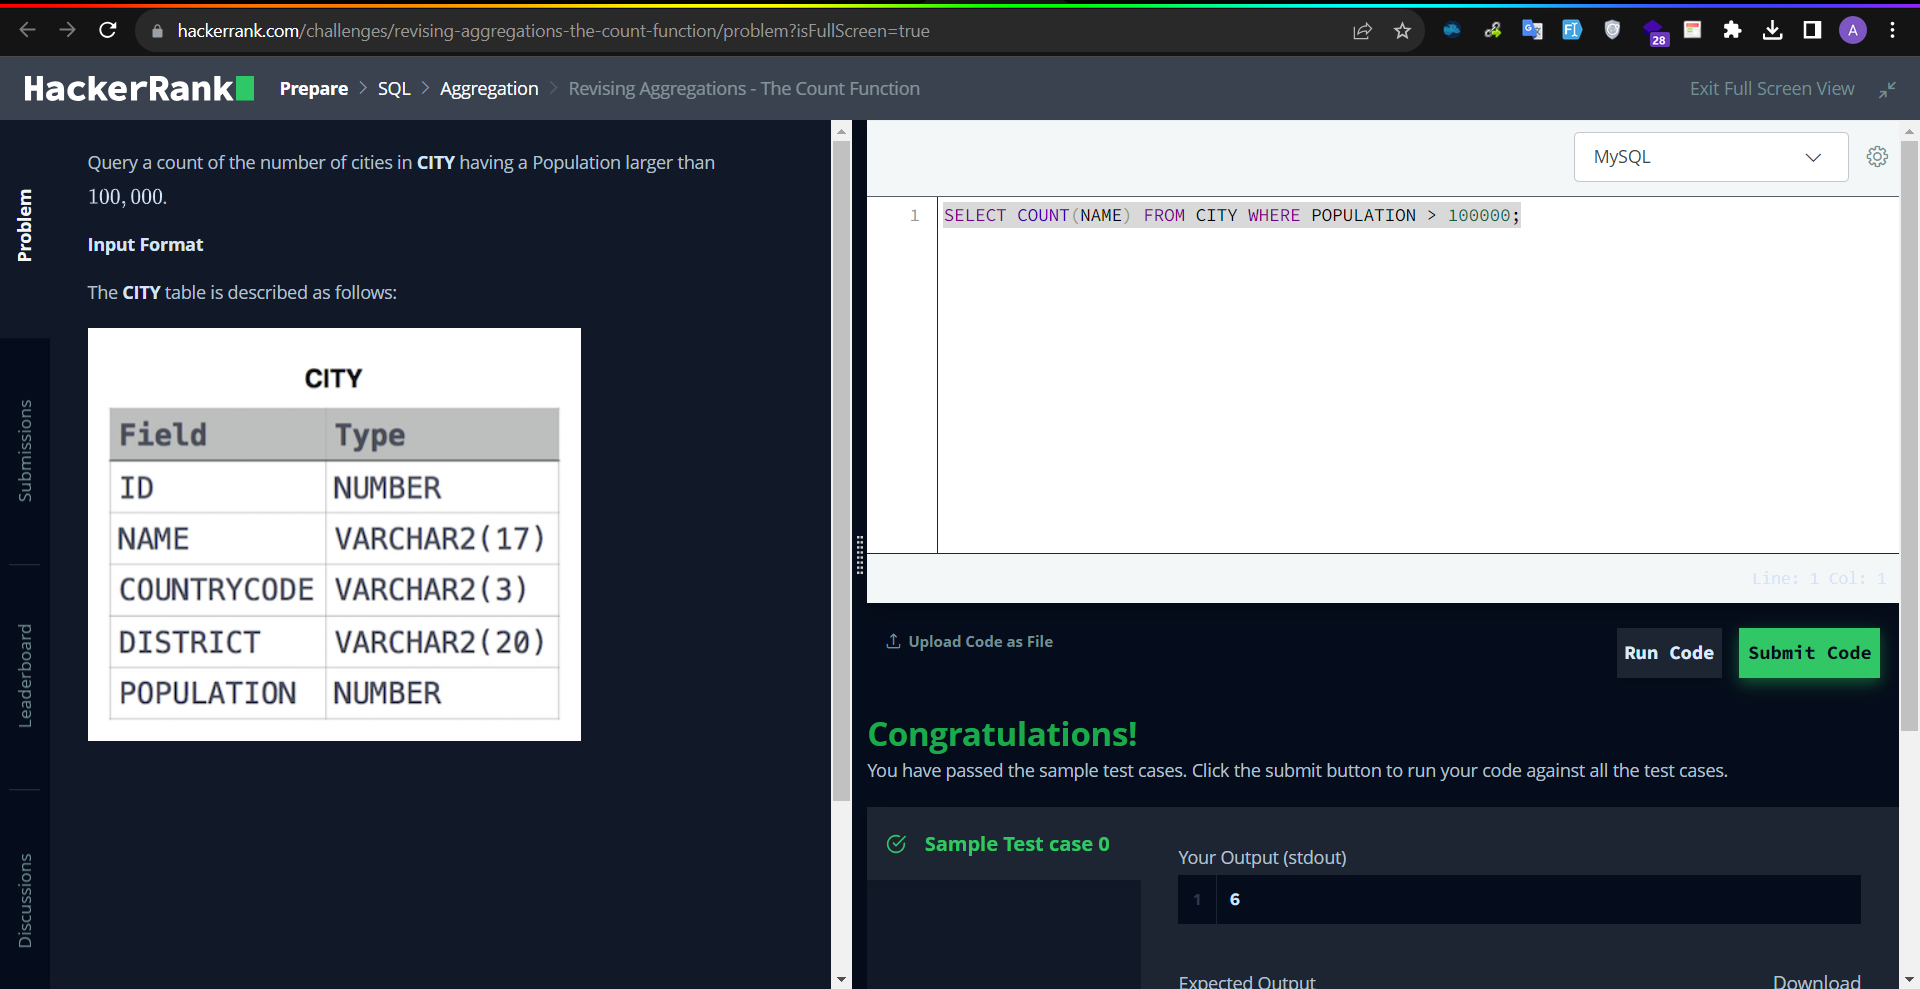 hackerrank.com/challenges/revising-aggregations-the-count-function/problem?isFullScreen=true
28
A
HackerRank
Prepare > SQL > Aggregation > Revising Aggregations - The Count Function
Exit Full Screen View
Problem
Submissions
Leaderboard
Discussions
Query a count of the number of cities in CITY having a Population larger than
100,000.
Input Format
The CITY table is described as follows:
CITY
Field Type
ID NUMBER
NAME VARCHAR2(17)
COUNTRYCODE VARCHAR2(3)
DISTRICT VARCHAR2(20)
POPULATION NUMBER
MySQL
1 SELECT COUNT(NAME) FROM CITY WHERE POPULATION > 100000;
Line: 1 Col: 1
Upload Code as File
Run Code
Submit Code
Congratulations!
You have passed the sample test cases. Click the submit button to run your code against all the test cases.
Sample Test case 0
Your Output (stdout)
1 6
Expected Output
Download